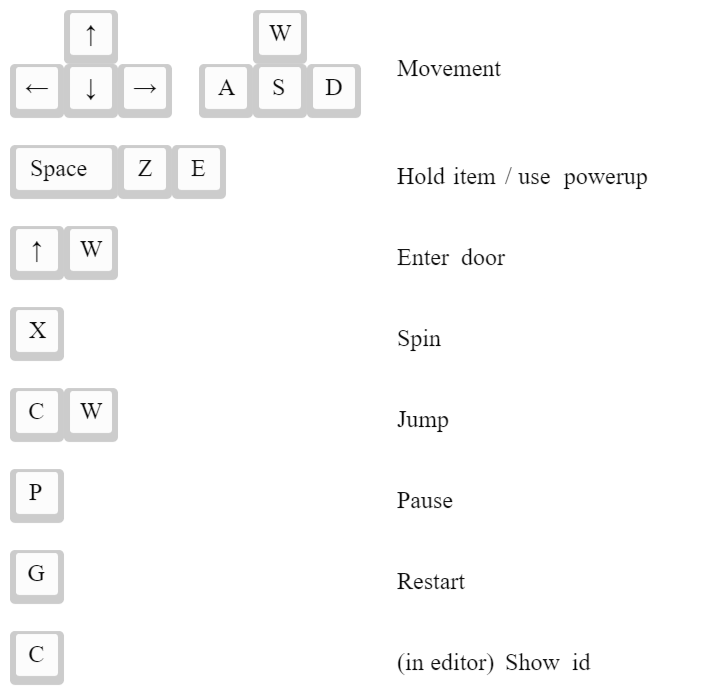 ↑ W
← ↓ → A S D Movement
Space Z E Hold item / use powerup
↑ W Enter door
X Spin
C W Jump
P Pause
G Restart
C (in editor) Show id